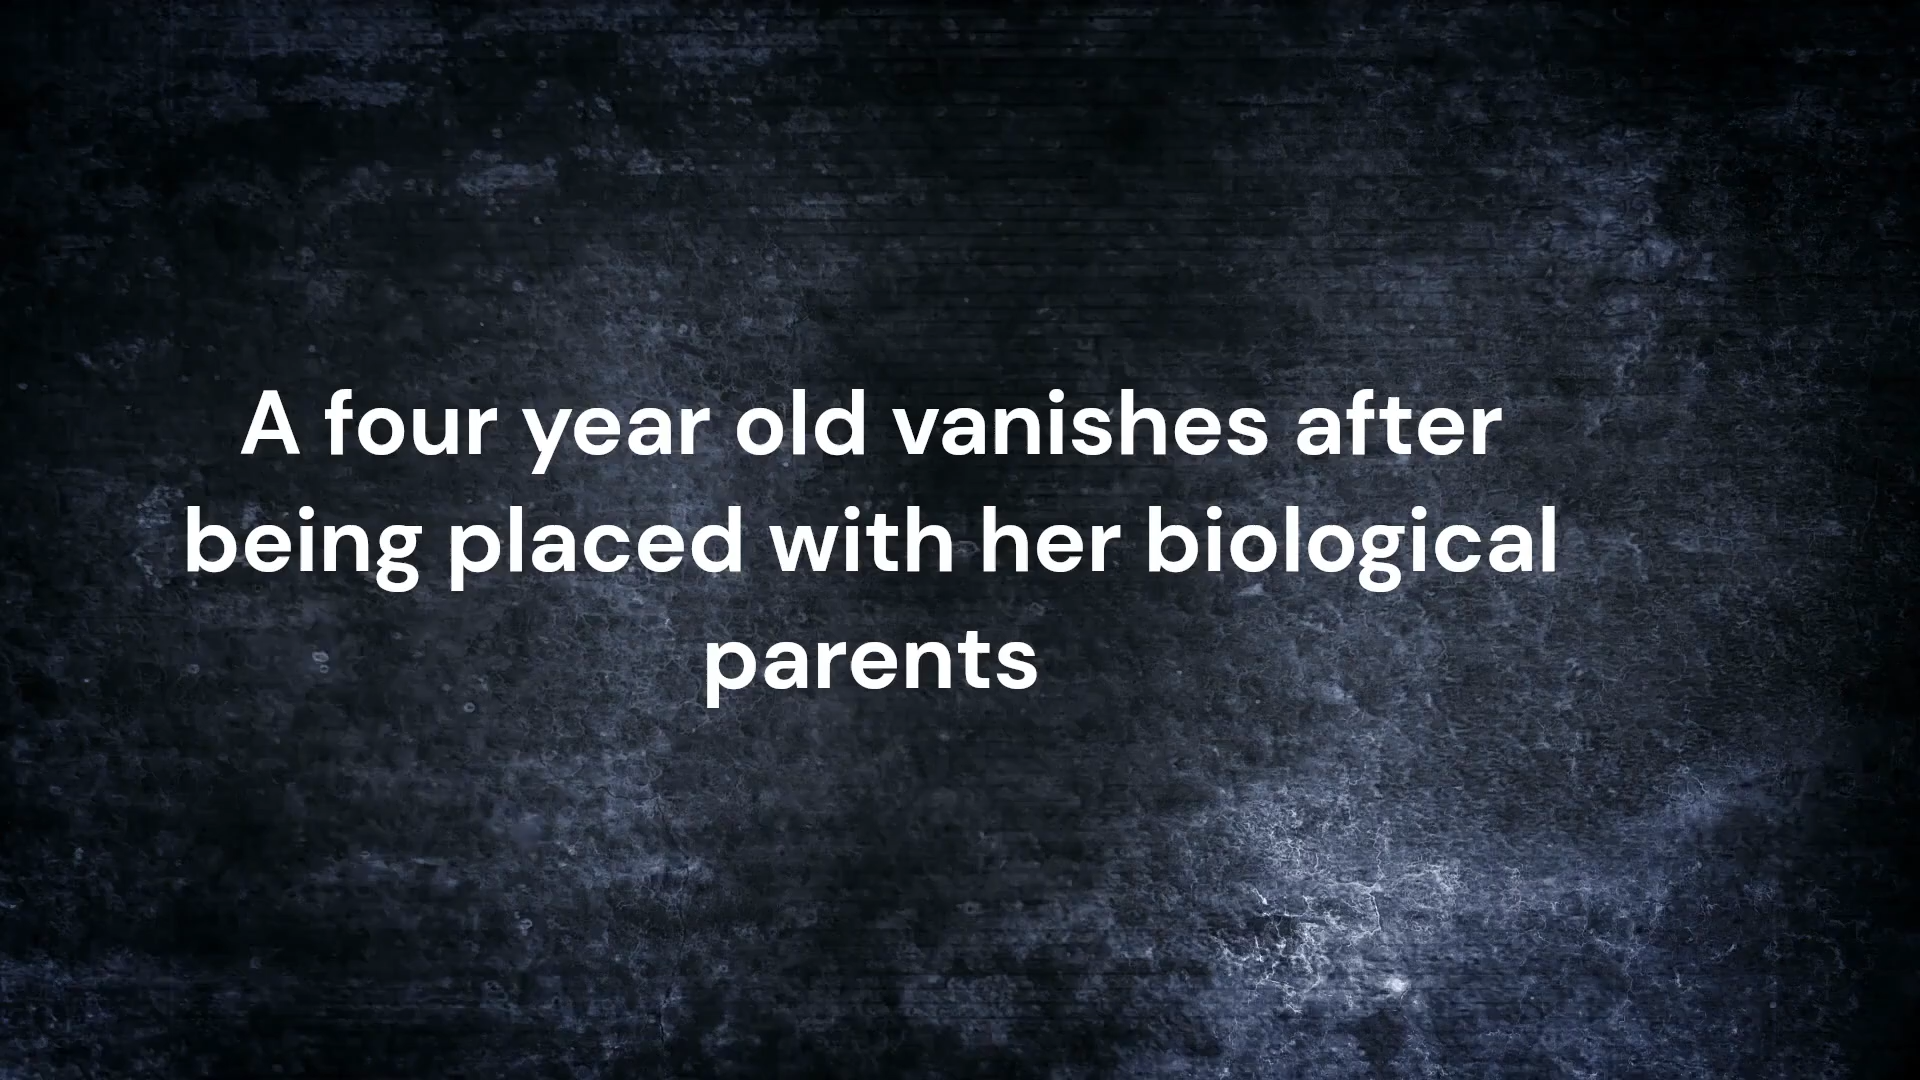 A four year old vanishes after
being placed with her biological
parents